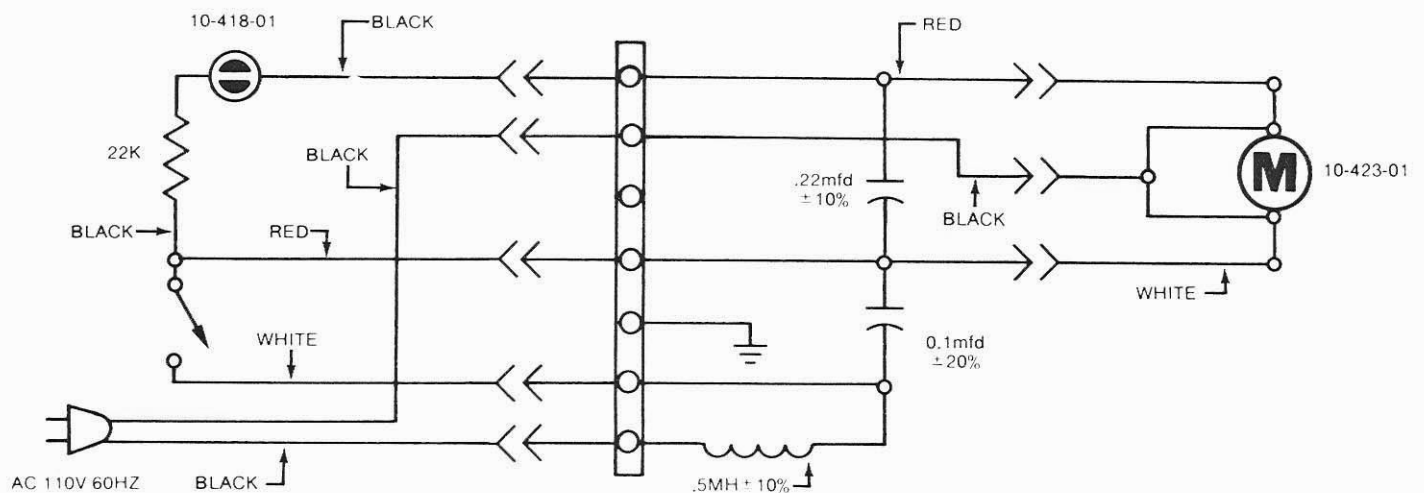 10-418-01
BLACK
RED
22K
BLACK
.22mfd
±10%
BLACK
M
10-423-01
BLACK
RED
WHITE
WHITE
0.1mfd
±20%
AC 110V 60HZ
BLACK
.5MH ± 10%